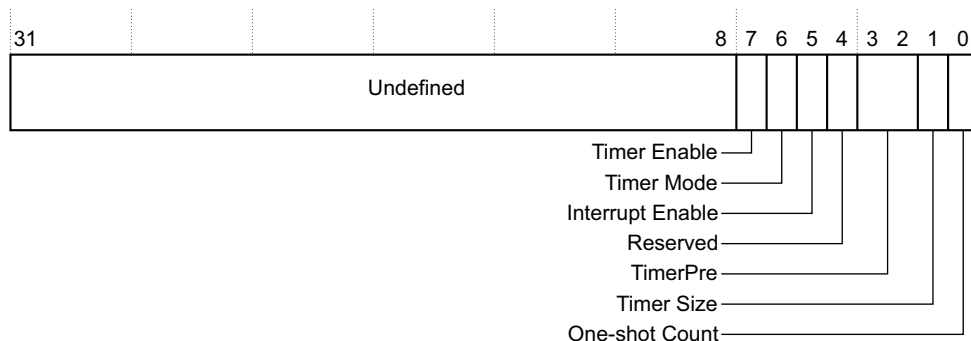 31 8 7 6 5 4 3 2 1 0
Undefined
Timer Enable
Timer Mode
Interrupt Enable
Reserved
TimerPre
Timer Size
One-shot Count